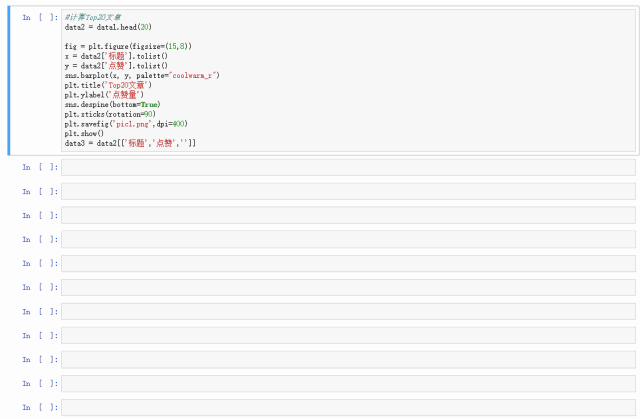 In [ ]: #计算Top20文章
data2 = data1.head(20)
fig = plt.figure(figsize=(15,8))
x = data2['标题'].tolist()
y = data2['点赞'].tolist()
sns.barplot(x, y, palette="coolwarm_r")
plt.title('Top20文章')
plt.ylabel('点赞量')
sns.despine(bottom=True)
plt.xticks(rotation=90)
plt.savefig('pic1.png',dpi=400)
plt.show()
data3 = data2[['标题','点赞','']]
In [ ]:
In [ ]:
In [ ]:
In [ ]:
In [ ]:
In [ ]:
In [ ]:
In [ ]:
In [ ]:
In [ ]:
In [ ]: